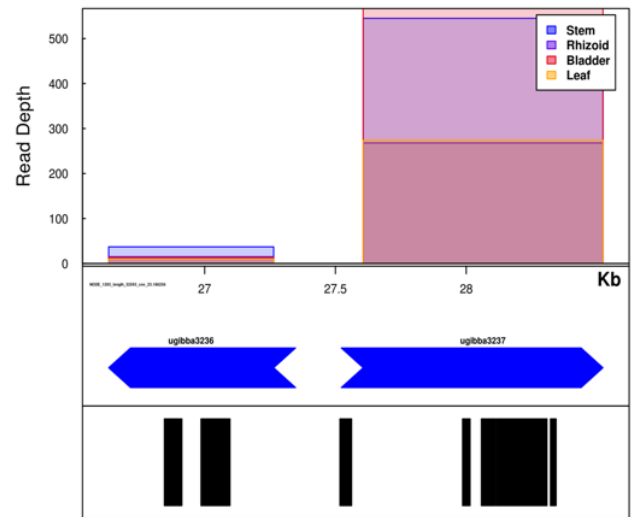 500
400
300
200
100
0
Read Depth
Stem
Rhizoid
Bladder
Leaf
27
27.5
28
Kb
ugibba3236
ugibba3237